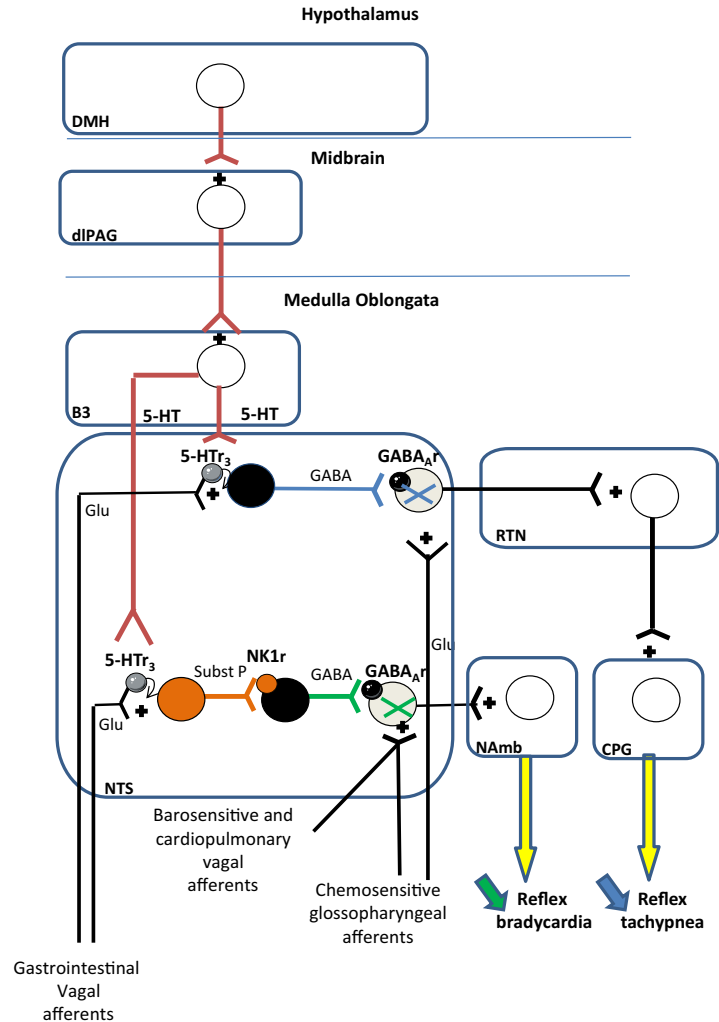 Hypothalamus
DMH
Midbrain
+
dlPAG
Medulla Oblongata
+
B3
5-HT
5-HT
5-HTr3
GABAAr
GABA
+
Glu
+
RTN
+
Glu
5-HTr3
NK1r
Subst P
GABA
GABAAr
+
Glu
+
+
+
NTS
NAmb
CPG
Barosensitive and
cardiopulmonary
vagal
afferents
Chemosensitive
glossopharyngeal
afferents
Reflex
bradycardia
Reflex
tachypnea
Gastrointestinal
Vagal
afferents